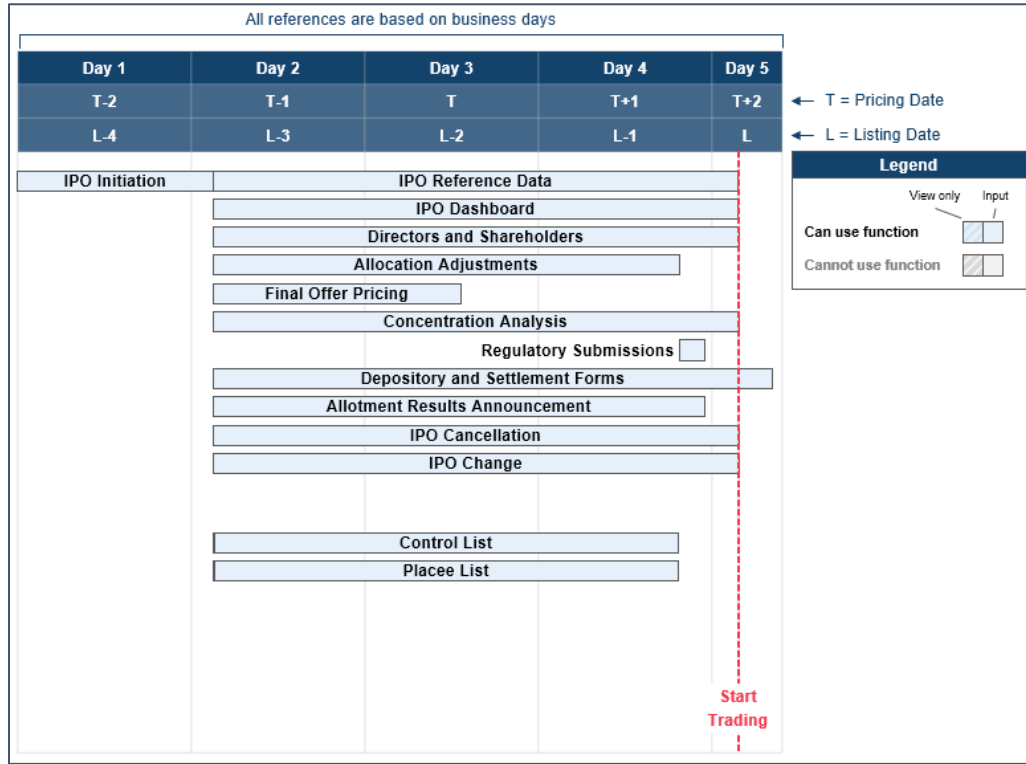 All references are based on business days
Day 1 Day 2 Day 3 Day 4 Day 5
T-2 T-1 T T+1 T+2 T = Pricing Date
L-4 L-3 L-2 L-1 L L = Listing Date
Legend
View only Input
Can use function
Cannot use function
IPO Initiation IPO Reference Data
IPO Dashboard
Directors and Shareholders
Allocation Adjustments
Final Offer Pricing
Concentration Analysis
Regulatory Submissions
Depository and Settlement Forms
Allotment Results Announcement
IPO Cancellation
IPO Change
Control List
Placee List
Start
Trading